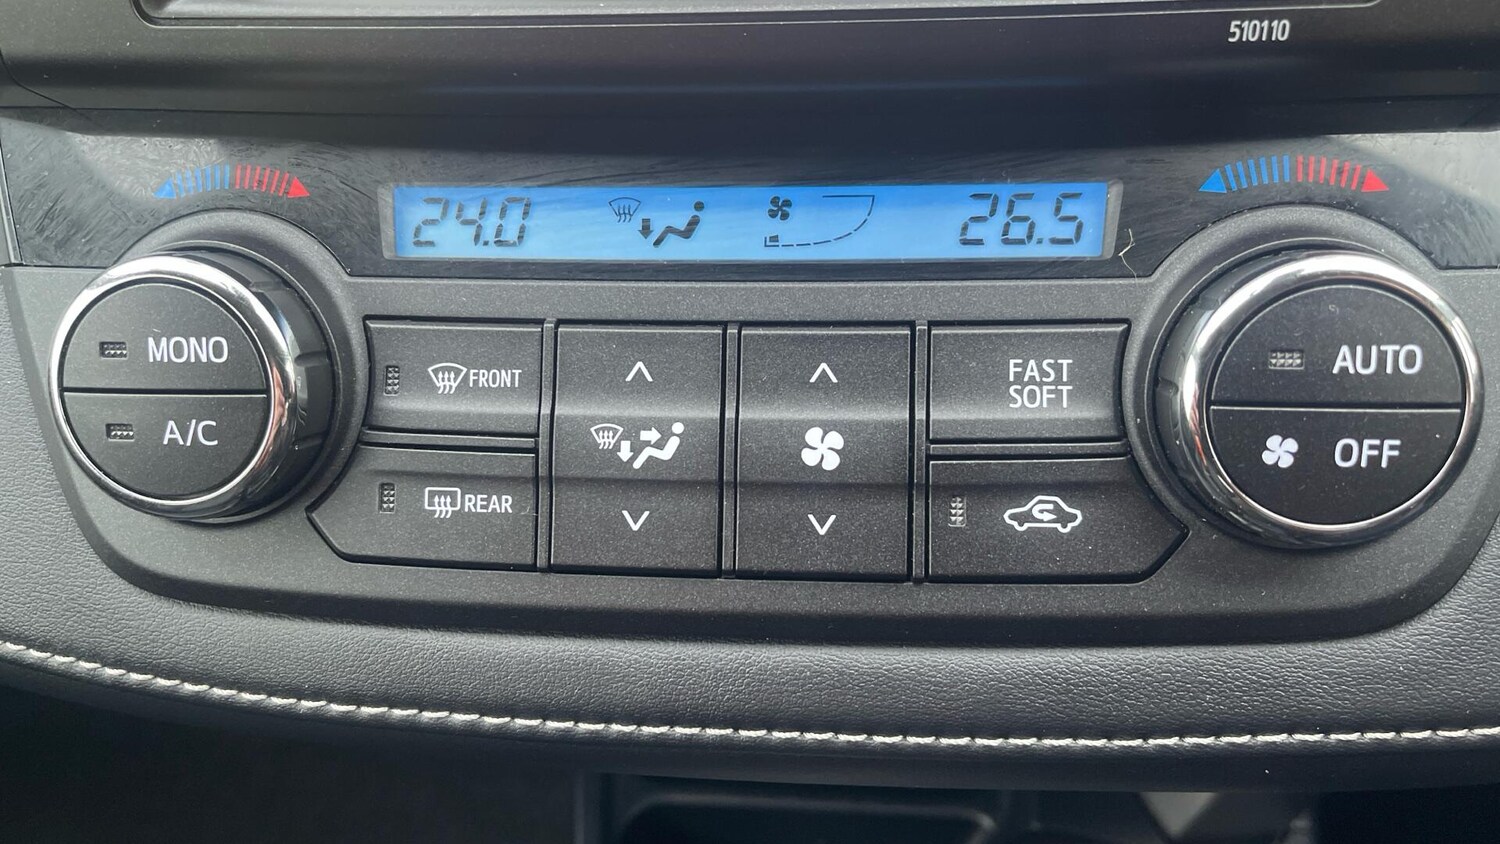 510110
24.0
26.5
MONO
A/C
FRONT
REAR
FAST
SOFT
AUTO
OFF